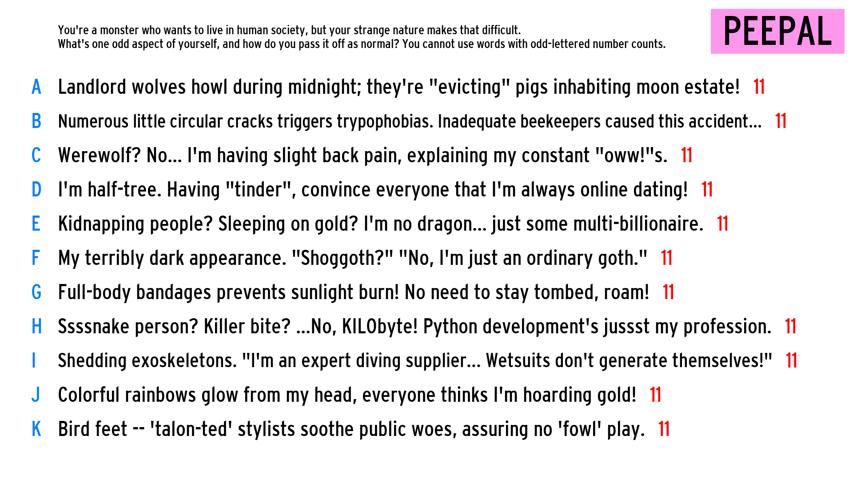 You're a monster who wants to live in human society, but your strange nature makes that difficult.
What's one odd aspect of yourself, and how do you pass it off as normal? You cannot use words with odd-lettered number counts.
PEEPAL
A Landlord wolves howl during midnight; they're "evicting" pigs inhabiting moon estate! 11
B Numerous little circular cracks triggers trypophobias. Inadequate beekeepers caused this accident... 11
C Werewolf? No... I'm having slight back pain, explaining my constant "oww!"s. 11
D I'm half-tree. Having "tinder", convince everyone that I'm always online dating! 11
E Kidnapping people? Sleeping on gold? I'm no dragon... just some multi-billionaire. 11
F My terribly dark appearance. "Shoggoth?" "No, I'm just an ordinary goth." 11
G Full-body bandages prevents sunlight burn! No need to stay tombed, roam! 11
H Ssssnake person? Killer bite? ...No, KILObyte! Python development's jussst my profession. 11
I Shedding exoskeletons. "I'm an expert diving supplier... Wetsuits don't generate themselves!" 11
J Colorful rainbows glow from my head, everyone thinks I'm hoarding gold! 11
K Bird feet -- 'talon-ted' stylists soothe public woes, assuring no 'fowl' play. 11